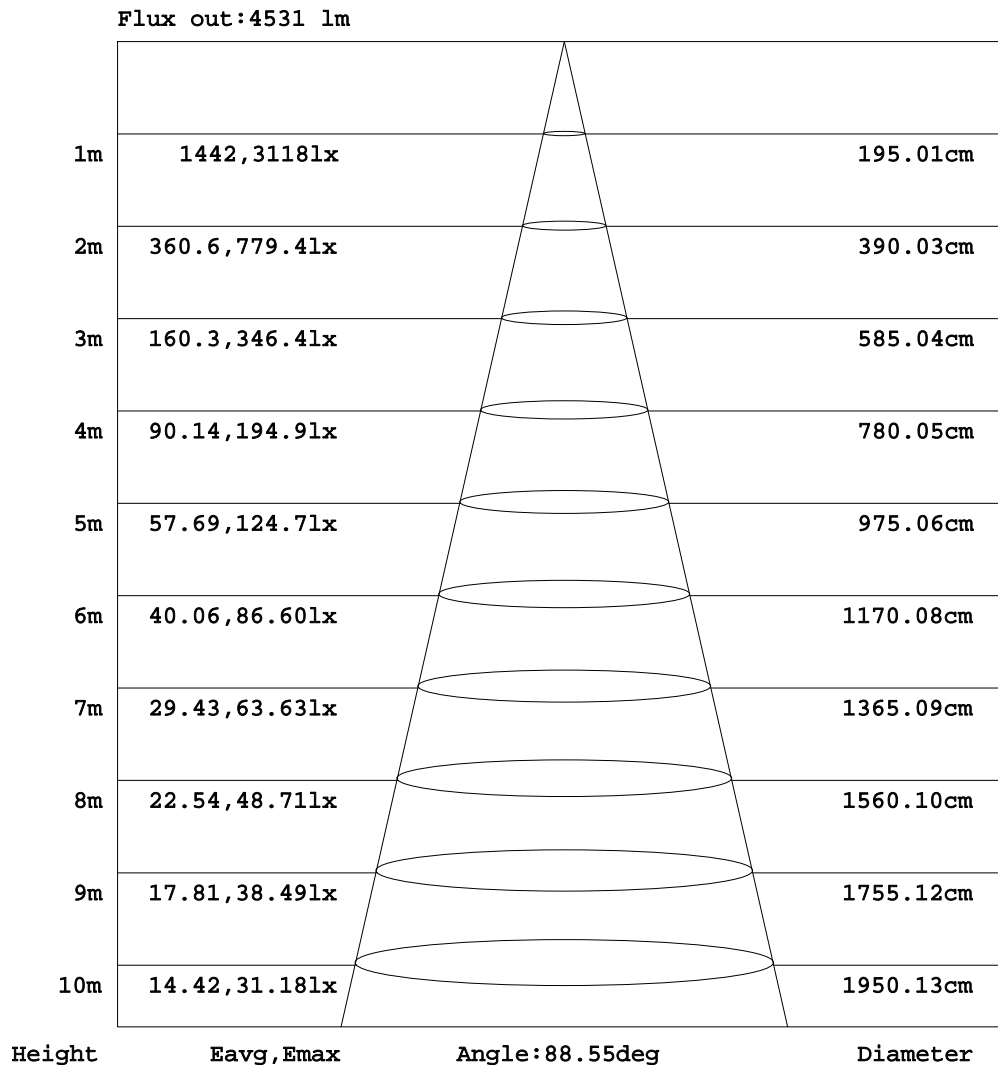 Flux out:4531 lm
1m 1442,3118lx 195.01cm
2m 360.6,779.4lx 390.03cm
3m 160.3,346.4lx 585.04cm
4m 90.14,194.9lx 780.05cm
5m 57.69,124.7lx 975.06cm
6m 40.06,86.60lx 1170.08cm
7m 29.43,63.63lx 1365.09cm
8m 22.54,48.71lx 1560.10cm
9m 17.81,38.49lx 1755.12cm
10m 14.42,31.18lx 1950.13cm
Height Eavg,Emax Angle:88.55deg Diameter